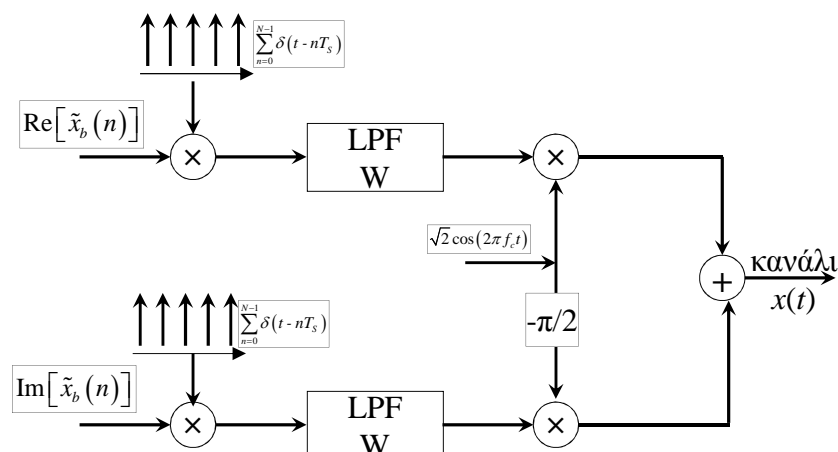 ∑_{n=0}^{N-1} δ(t - nT_S)
Re[x̃_b(n)]
×
LPF
W
×
√2 cos(2πf_c t)
κανάλι
+
x(t)
-π/2
∑_{n=0}^{N-1} δ(t - nT_S)
Im[x̃_b(n)]
×
LPF
W
×